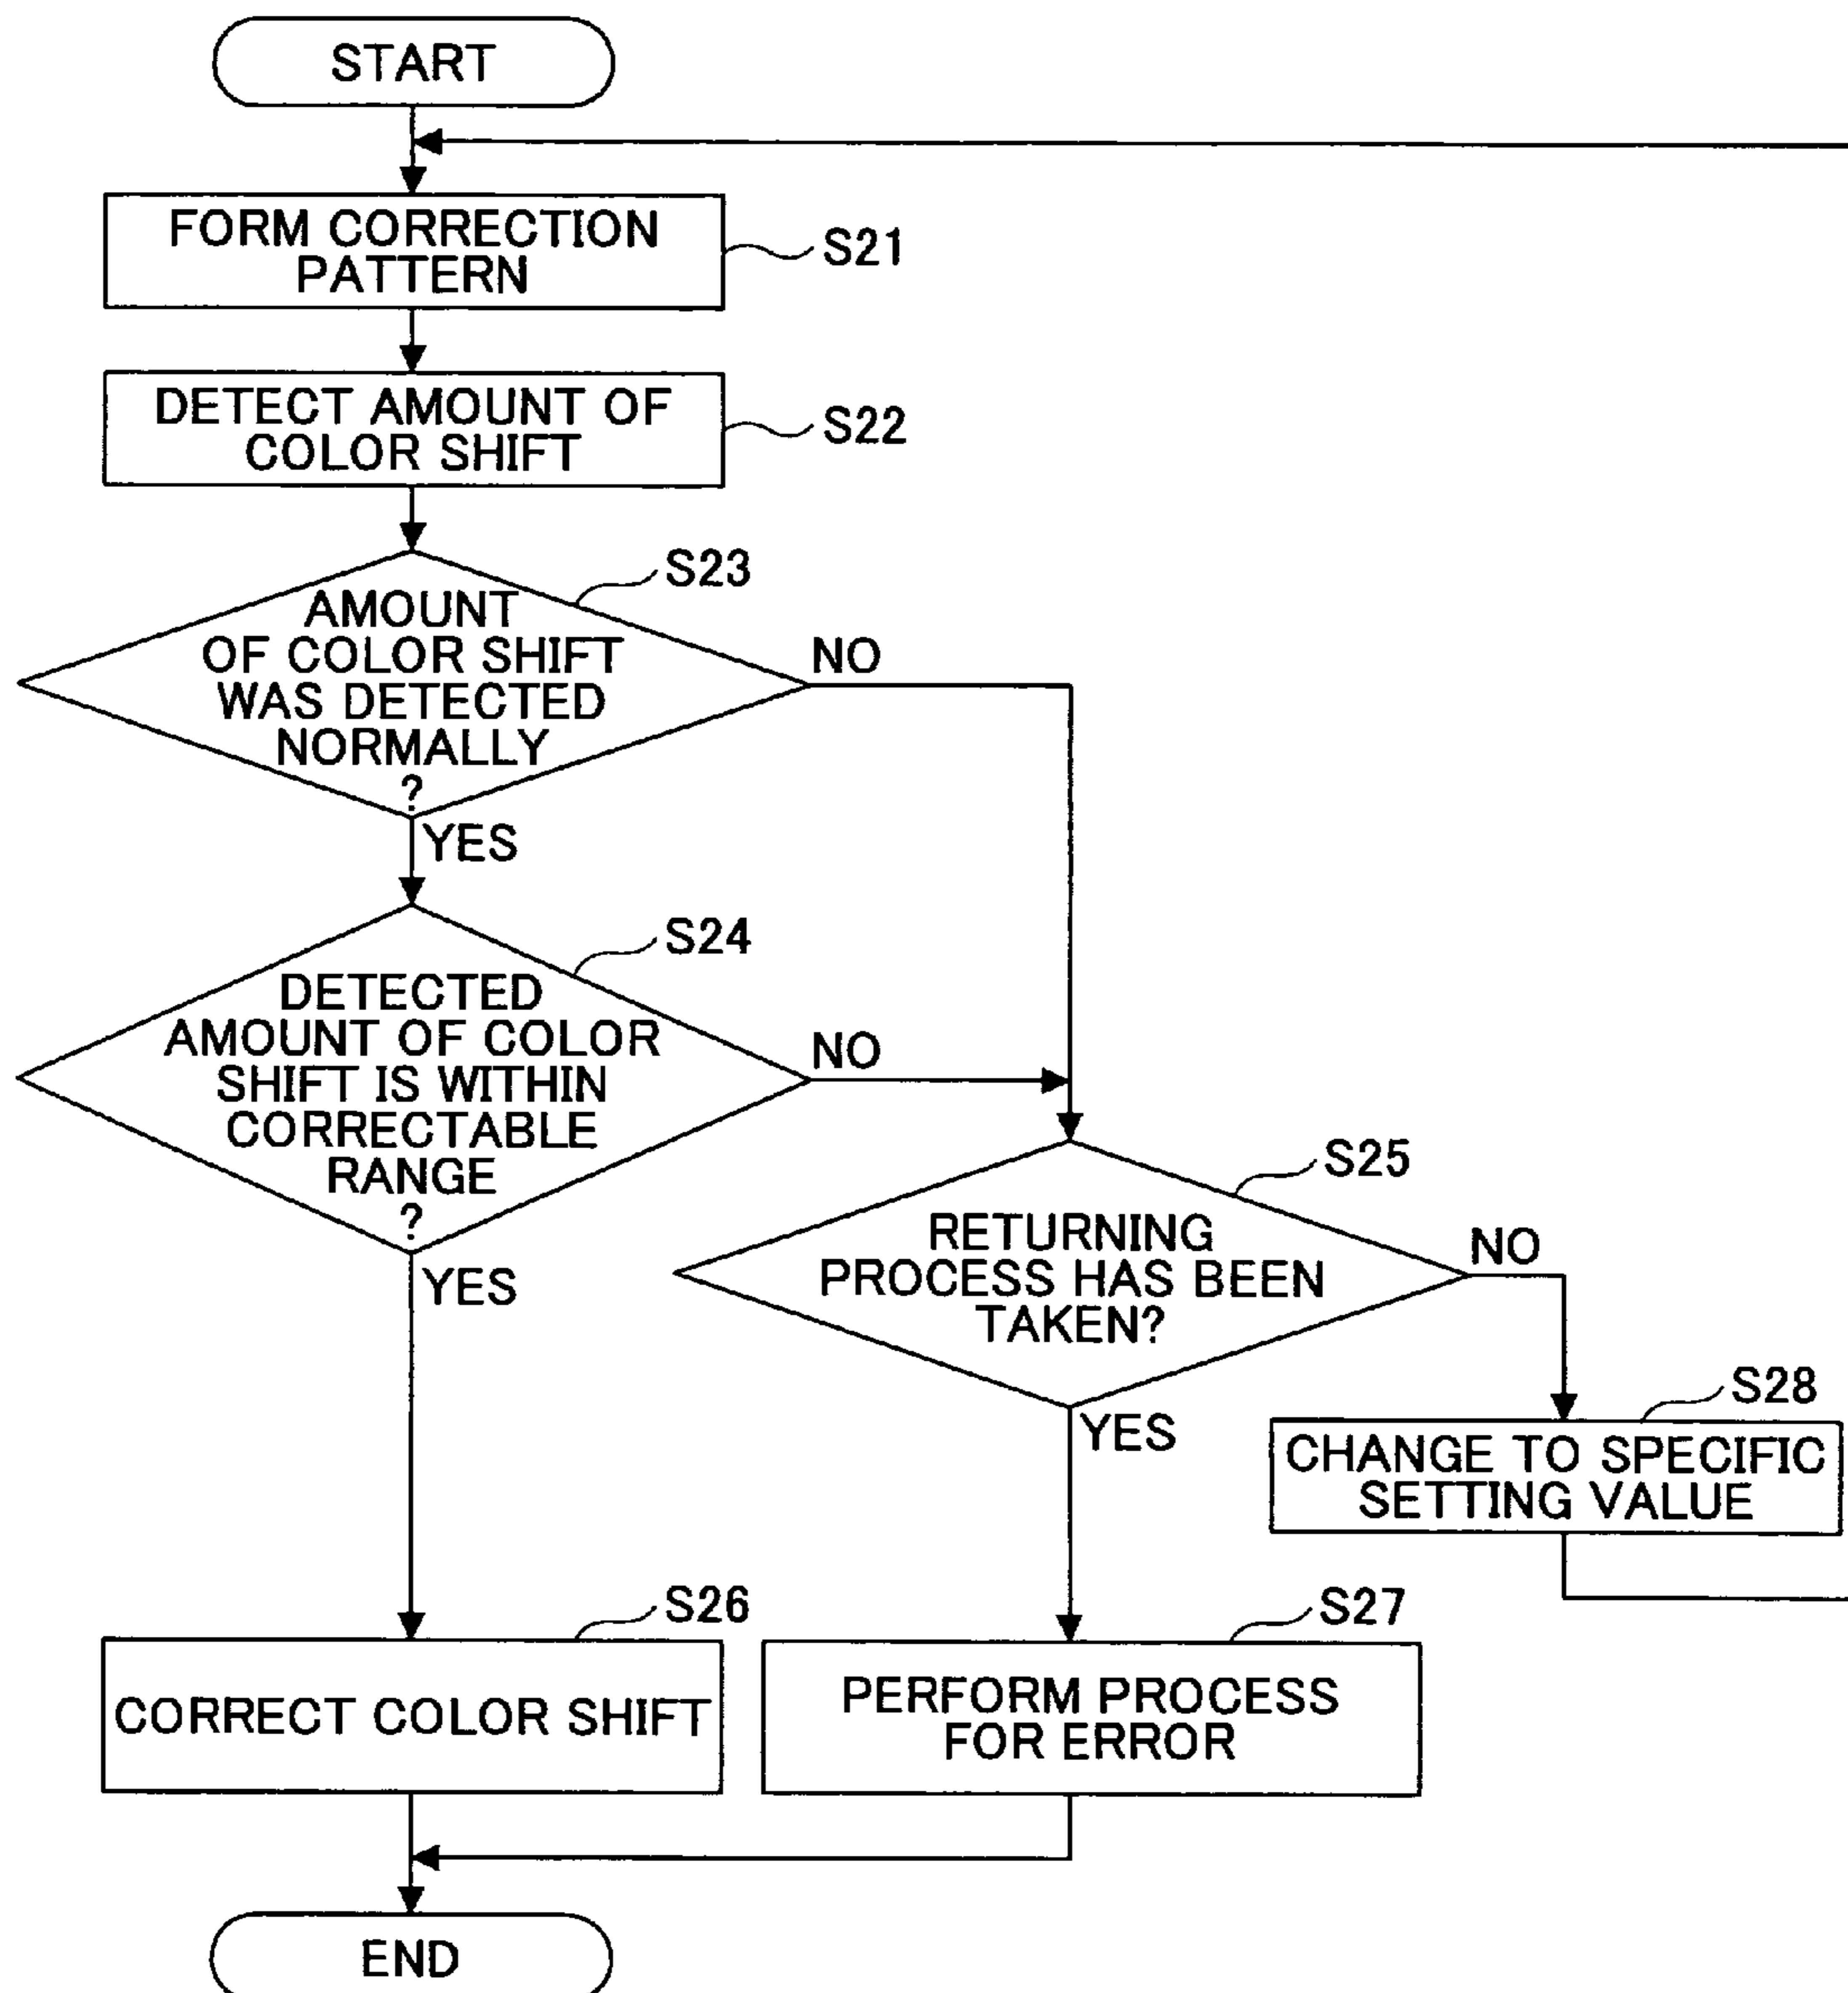 START
FORM CORRECTION
PATTERN
S21
DETECT AMOUNT OF
COLOR SHIFT
S22
S23
AMOUNT
OF COLOR SHIFT
WAS DETECTED
NORMALLY
?
NO
YES
S24
DETECTED
AMOUNT OF COLOR
SHIFT IS WITHIN
CORRECTABLE
RANGE
?
NO
YES
S25
RETURNING
PROCESS HAS BEEN
TAKEN?
NO
YES
S28
CHANGE TO SPECIFIC
SETTING VALUE
S26
CORRECT COLOR SHIFT
S27
PERFORM PROCESS
FOR ERROR
END